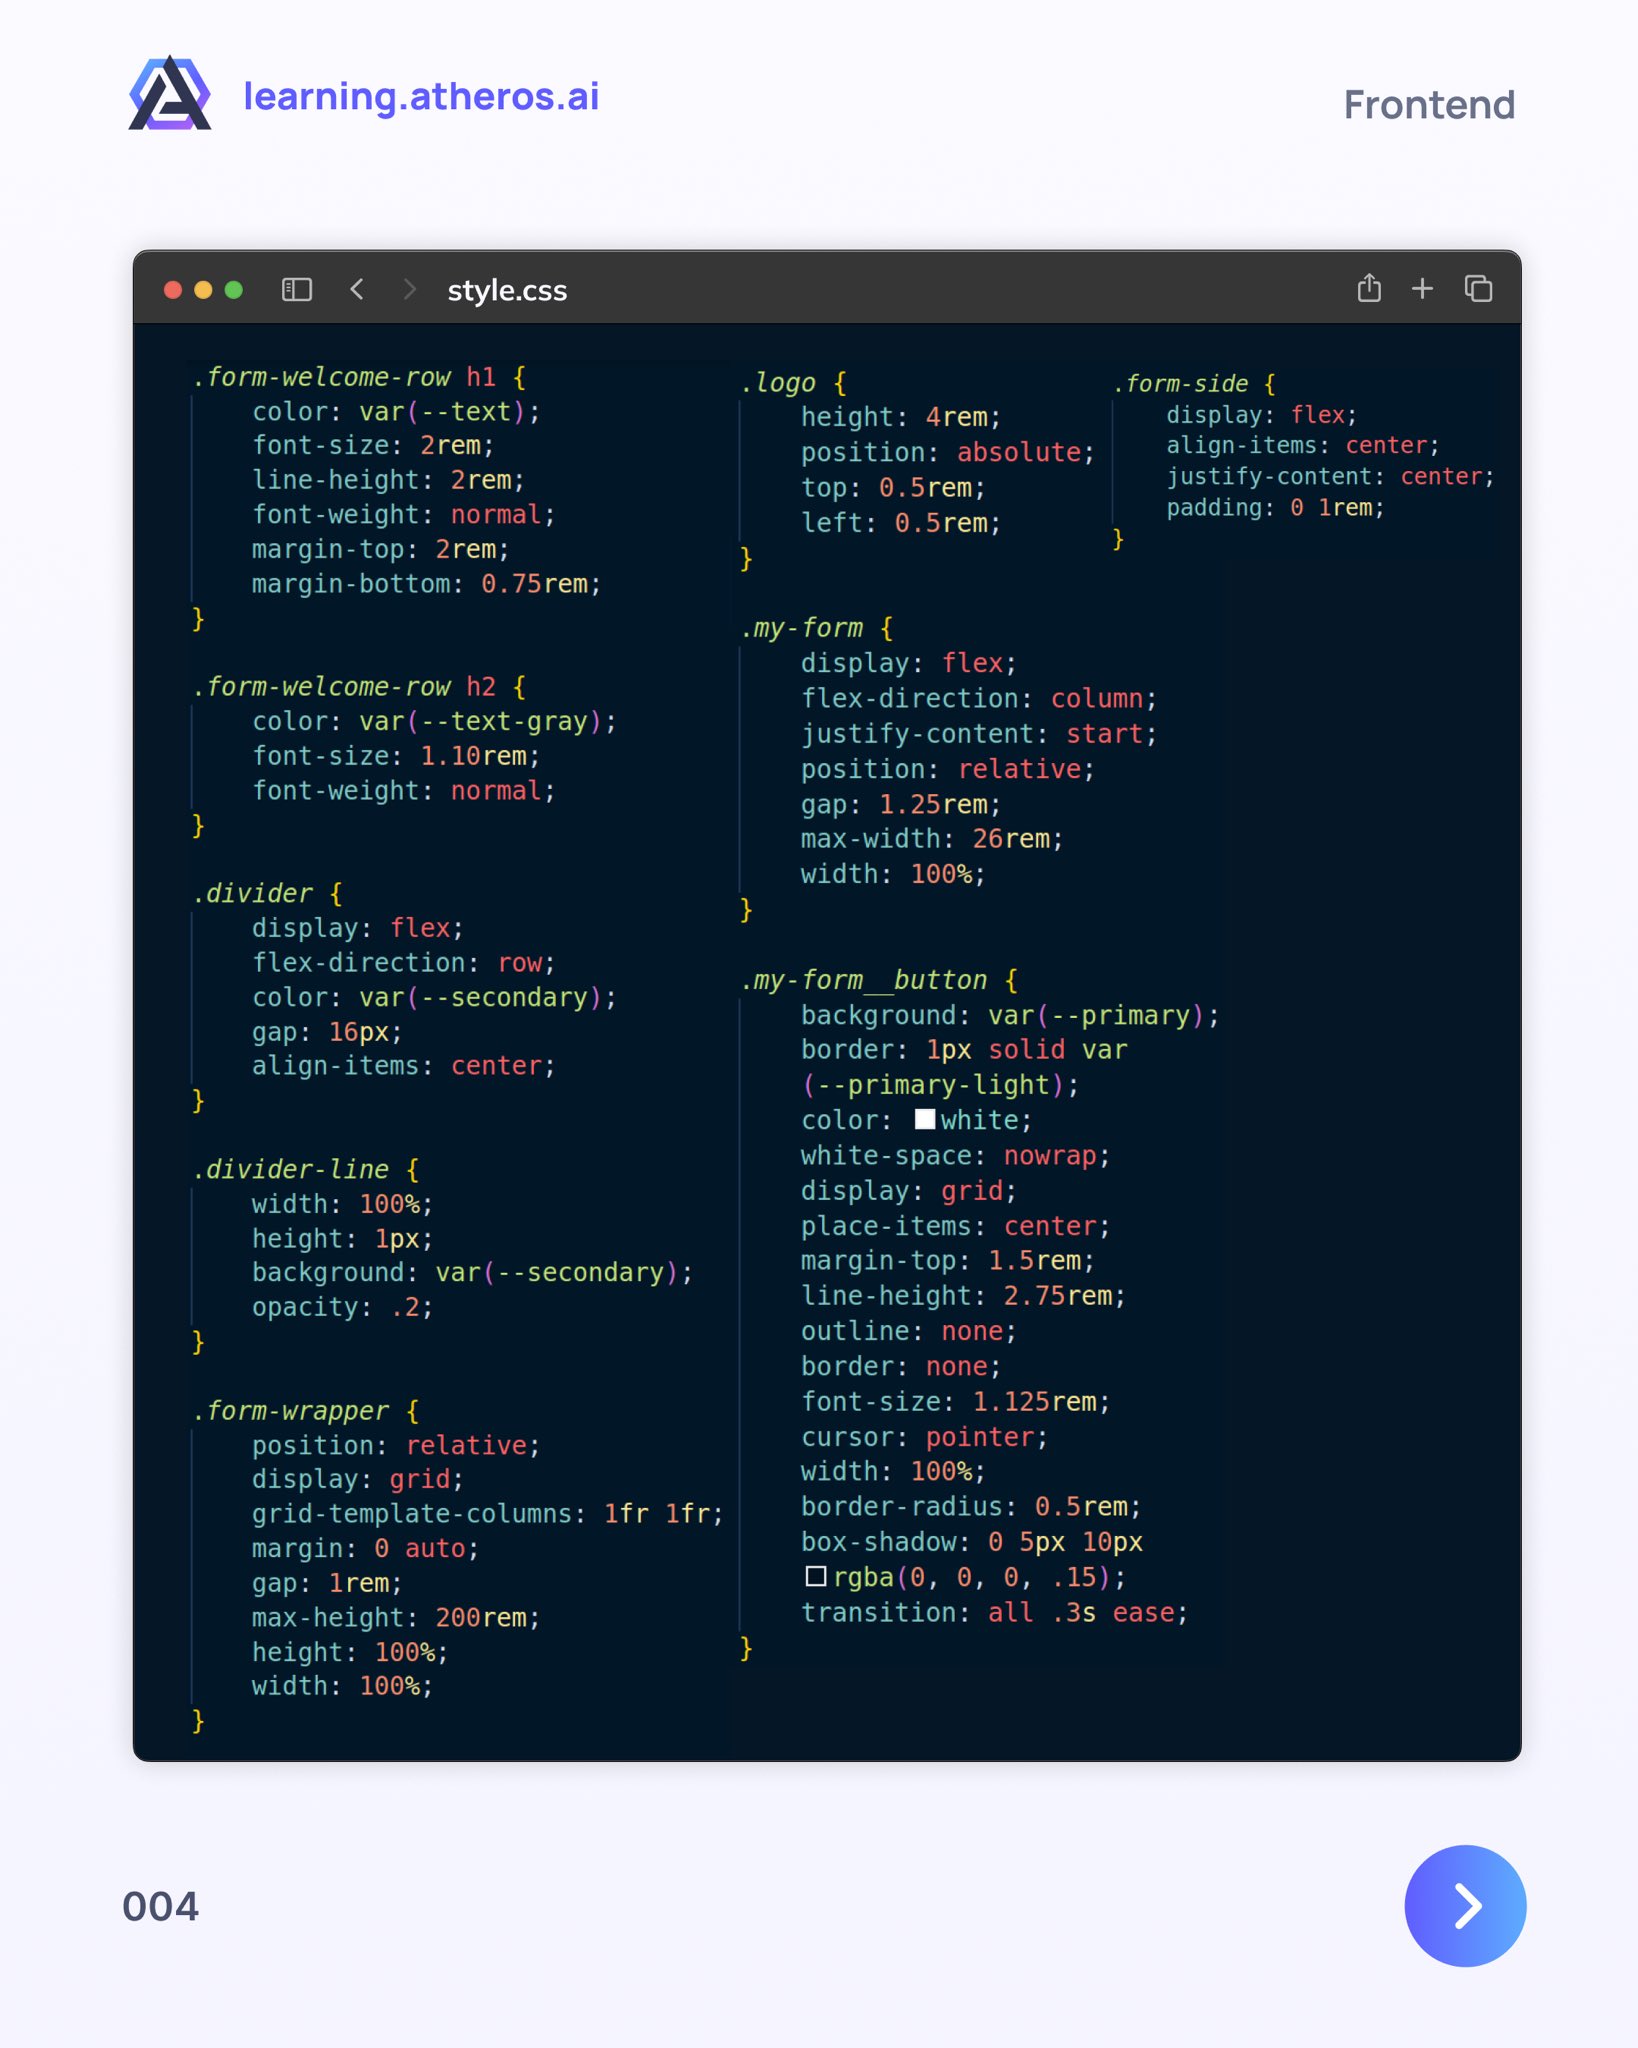 learning.atheros.ai
Frontend
style.css
.form-welcome-row h1 {
    color: var(--text);
    font-size: 2rem;
    line-height: 2rem;
    font-weight: normal;
    margin-top: 2rem;
    margin-bottom: 0.75rem;
}
.form-welcome-row h2 {
    color: var(--text-gray);
    font-size: 1.10rem;
    font-weight: normal;
}
.divider {
    display: flex;
    flex-direction: row;
    color: var(--secondary);
    gap: 16px;
    align-items: center;
}
.divider-line {
    width: 100%;
    height: 1px;
    background: var(--secondary);
    opacity: .2;
}
.form-wrapper {
    position: relative;
    display: grid;
    grid-template-columns: 1fr 1fr;
    margin: 0 auto;
    gap: 1rem;
    max-height: 200rem;
    height: 100%;
    width: 100%;
}
.logo {
    height: 4rem;
    position: absolute;
    top: 0.5rem;
    left: 0.5rem;
}
.my-form {
    display: flex;
    flex-direction: column;
    justify-content: start;
    position: relative;
    gap: 1.25rem;
    max-width: 26rem;
    width: 100%;
}
.my-form__button {
    background: var(--primary);
    border: 1px solid var
    (--primary-light);
    color: white;
    white-space: nowrap;
    display: grid;
    place-items: center;
    margin-top: 1.5rem;
    line-height: 2.75rem;
    outline: none;
    border: none;
    font-size: 1.125rem;
    cursor: pointer;
    width: 100%;
    border-radius: 0.5rem;
    box-shadow: 0 5px 10px
    rgba(0, 0, 0, .15);
    transition: all .3s ease;
}
.form-side {
    display: flex;
    align-items: center;
    justify-content: center;
    padding: 0 1rem;
}
004